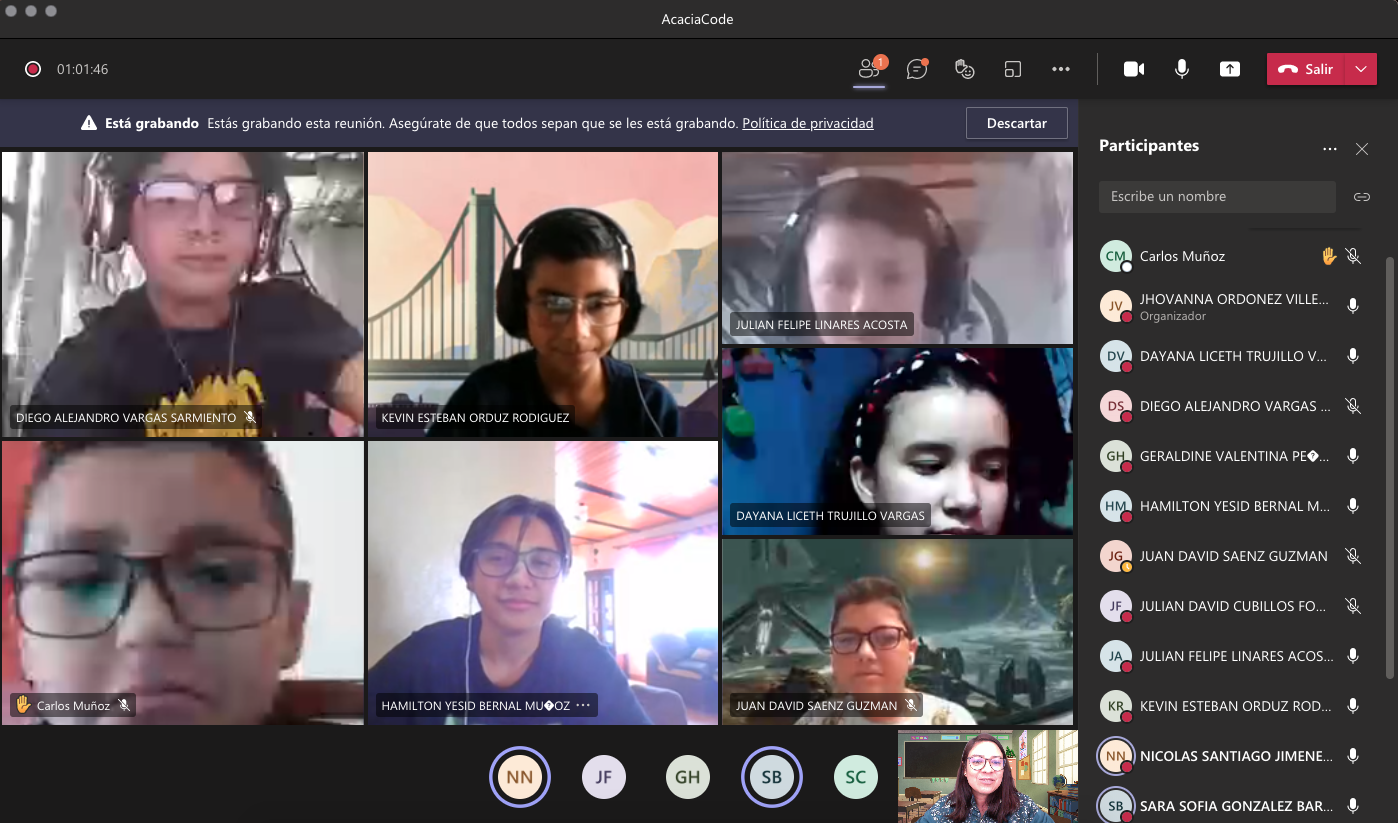 AcaciaCode
01:01:46
1
Salir
Está grabando Estás grabando esta reunión. Asegúrate de que todos sepan que se les está grabando. Política de privacidad
Descartar
DIEGO ALEJANDRO VARGAS SARMIENTO
KEVIN ESTEBAN ORDUZ RODIGUEZ
JULIAN FELIPE LINARES ACOSTA
DAYANA LICETH TRUJILLO VARGAS
Carlos Muñoz
HAMILTON YESID BERNAL MU�OZ ···
JUAN DAVID SAENZ GUZMAN
NN
JF
GH
SB
SC
Participantes
Escribe un nombre
CM Carlos Muñoz
JV JHOVANNA ORDONEZ VILLE...
Organizador
DV DAYANA LICETH TRUJILLO V...
DS DIEGO ALEJANDRO VARGAS ...
GH GERALDINE VALENTINA PE�...
HM HAMILTON YESID BERNAL M...
JG JUAN DAVID SAENZ GUZMAN
JF JULIAN DAVID CUBILLOS FO...
JA JULIAN FELIPE LINARES ACOS...
KR KEVIN ESTEBAN ORDUZ ROD...
NN NICOLAS SANTIAGO JIMENE...
SB SARA SOFIA GONZALEZ BAR...